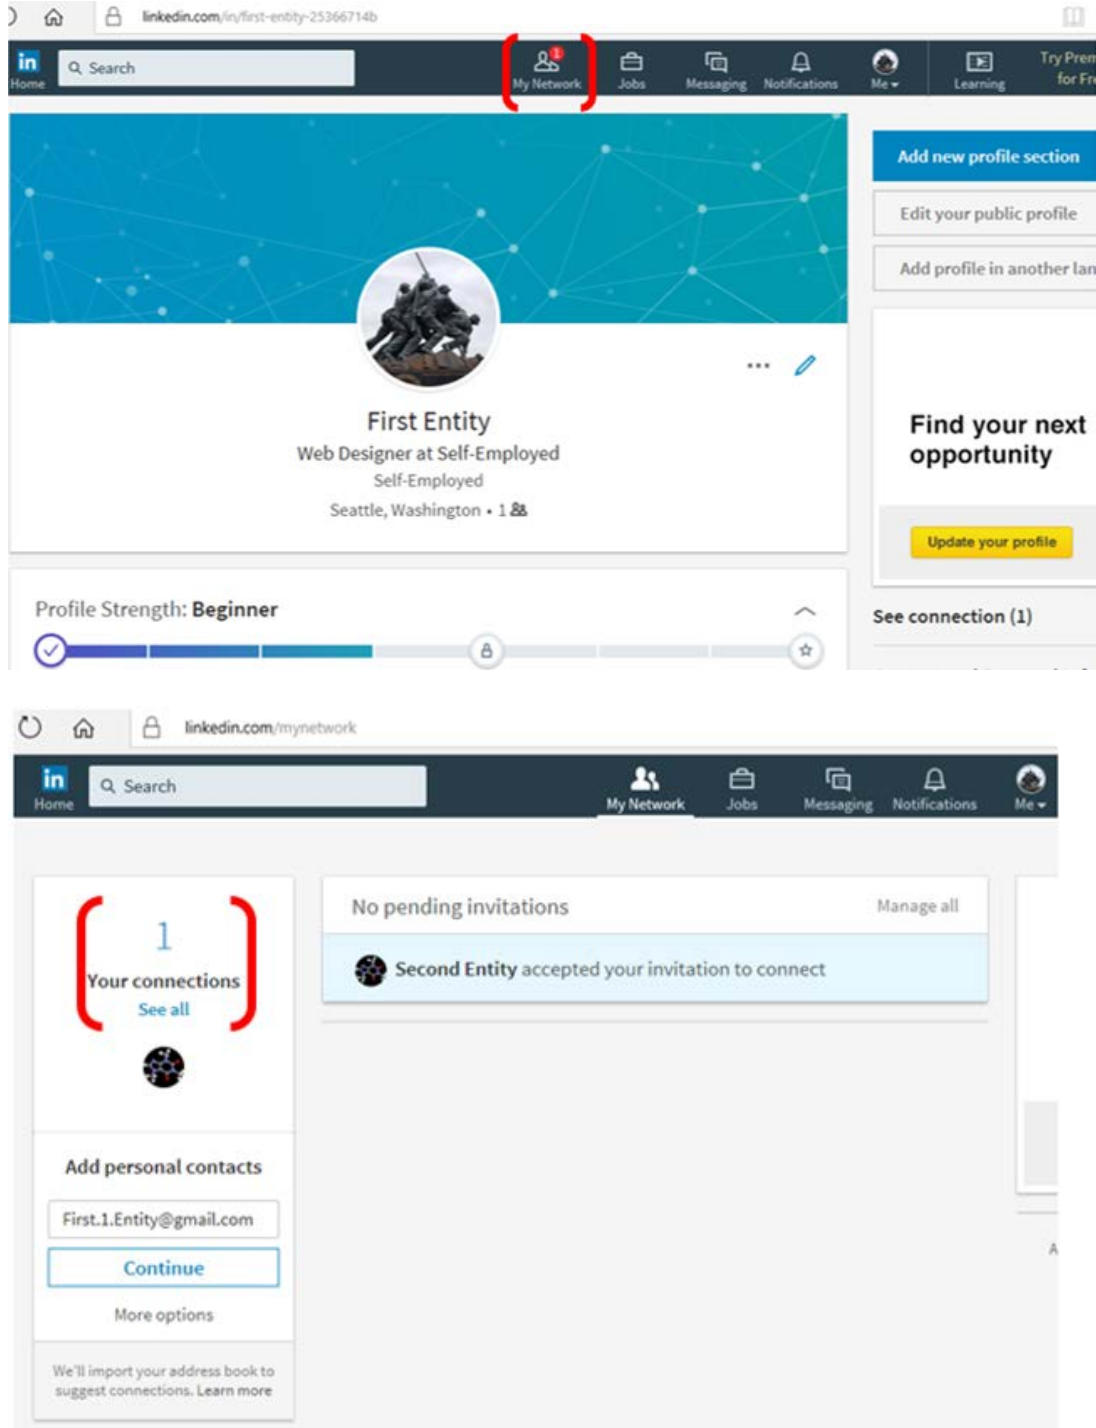 linkedin.com/in/first-entity-25366714b
in
Search
1
Home
My Network
Jobs
Messaging
Notifications
Me
Learning
Try Prem
for Fre
Add new profile section
Edit your public profile
Add profile in another lan
First Entity
Web Designer at Self-Employed
Self-Employed
Seattle, Washington • 1
Find your next
opportunity
Update your profile
Profile Strength: Beginner
See connection (1)
linkedin.com/mynetwork
in
Search
Home
My Network
Jobs
Messaging
Notifications
Me
1
Your connections
See all
No pending invitations
Manage all
Second Entity accepted your invitation to connect
Add personal contacts
First.1.Entity@gmail.com
Continue
More options
We'll import your address book to
suggest connections. Learn more
A